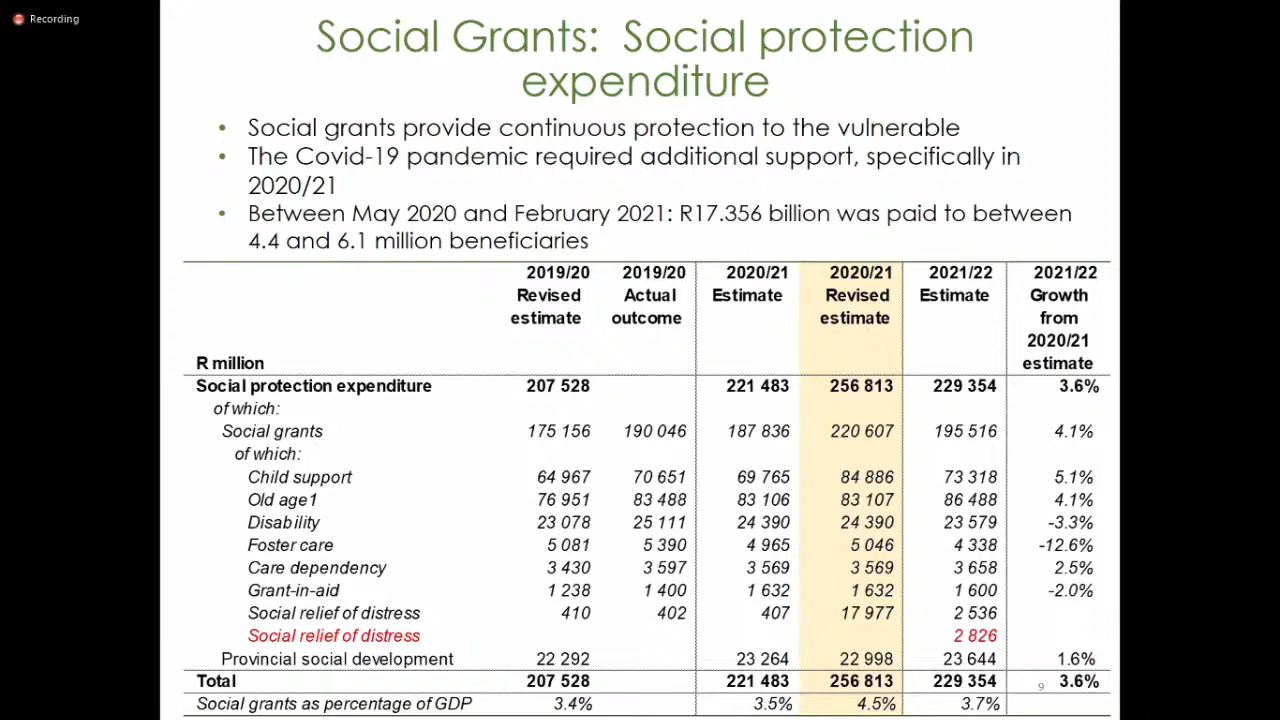 Recording
Social Grants: Social protection
expenditure
• Social grants provide continuous protection to the vulnerable
• The Covid-19 pandemic required additional support, specifically in
2020/21
• Between May 2020 and February 2021: R17.356 billion was paid to between
4.4 and 6.1 million beneficiaries
2019/20 2019/20 2020/21 2020/21 2021/22 2021/22
Revised Actual Estimate Revised Estimate Growth
estimate outcome estimate from
2020/21
R million estimate
Social protection expenditure 207 528 221 483 256 813 229 354 3.6%
of which:
Social grants 175 156 190 046 187 836 220 607 195 516 4.1%
of which:
Child support 64 967 70 651 69 765 84 886 73 318 5.1%
Old age1 76 951 83 488 83 106 83 107 86 488 4.1%
Disability 23 078 25 111 24 390 24 390 23 579 -3.3%
Foster care 5 081 5 390 4 965 5 046 4 338 -12.6%
Care dependency 3 430 3 597 3 569 3 569 3 658 2.5%
Grant-in-aid 1 238 1 400 1 632 1 632 1 600 -2.0%
Social relief of distress 410 402 407 17 977 2 536
Social relief of distress 2 826
Provincial social development 22 292 23 264 22 998 23 644 1.6%
Total 207 528 221 483 256 813 229 354 9 3.6%
Social grants as percentage of GDP 3.4% 3.5% 4.5% 3.7%